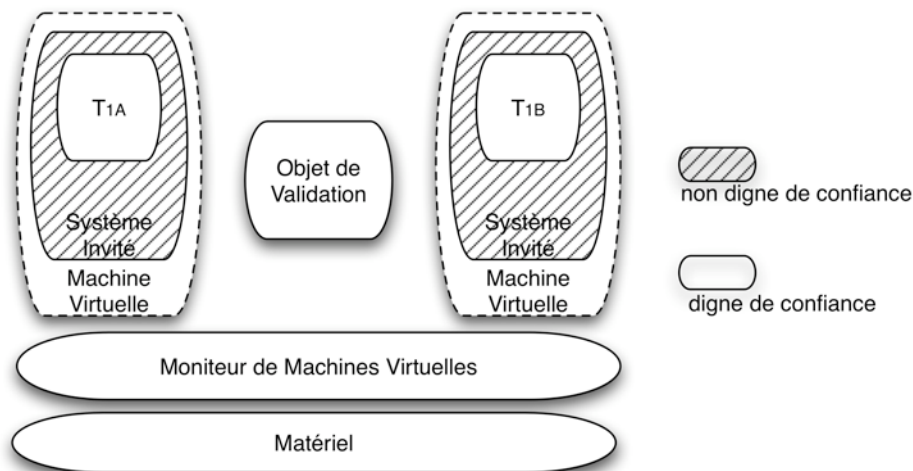 T1A
T1B
Objet de
Validation
Système
Invité
Machine
Virtuelle
Système
Invité
Machine
Virtuelle
non digne de confiance
digne de confiance
Moniteur de Machines Virtuelles
Matériel